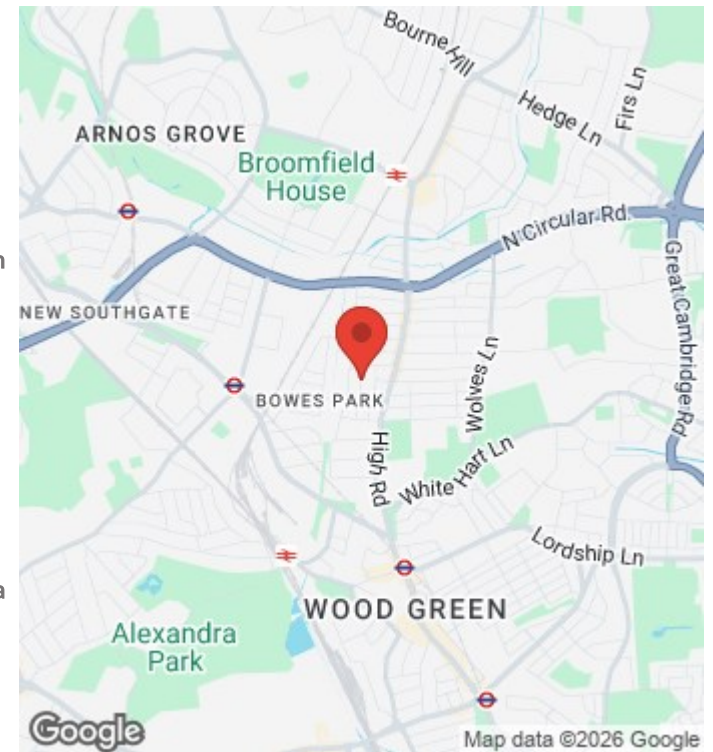 Bourne Hill
Hedge Ln
Firs Ln
ARNOS GROVE
Broomfield
House
N Circular Rd
NEW SOUTHGATE
Great Cambridge Rd
Wolves Ln
BOWES PARK
High Rd
White Hart Ln
Lordship Ln
WOOD GREEN
Alexandra
Park
Google
Map data ©2026 Google